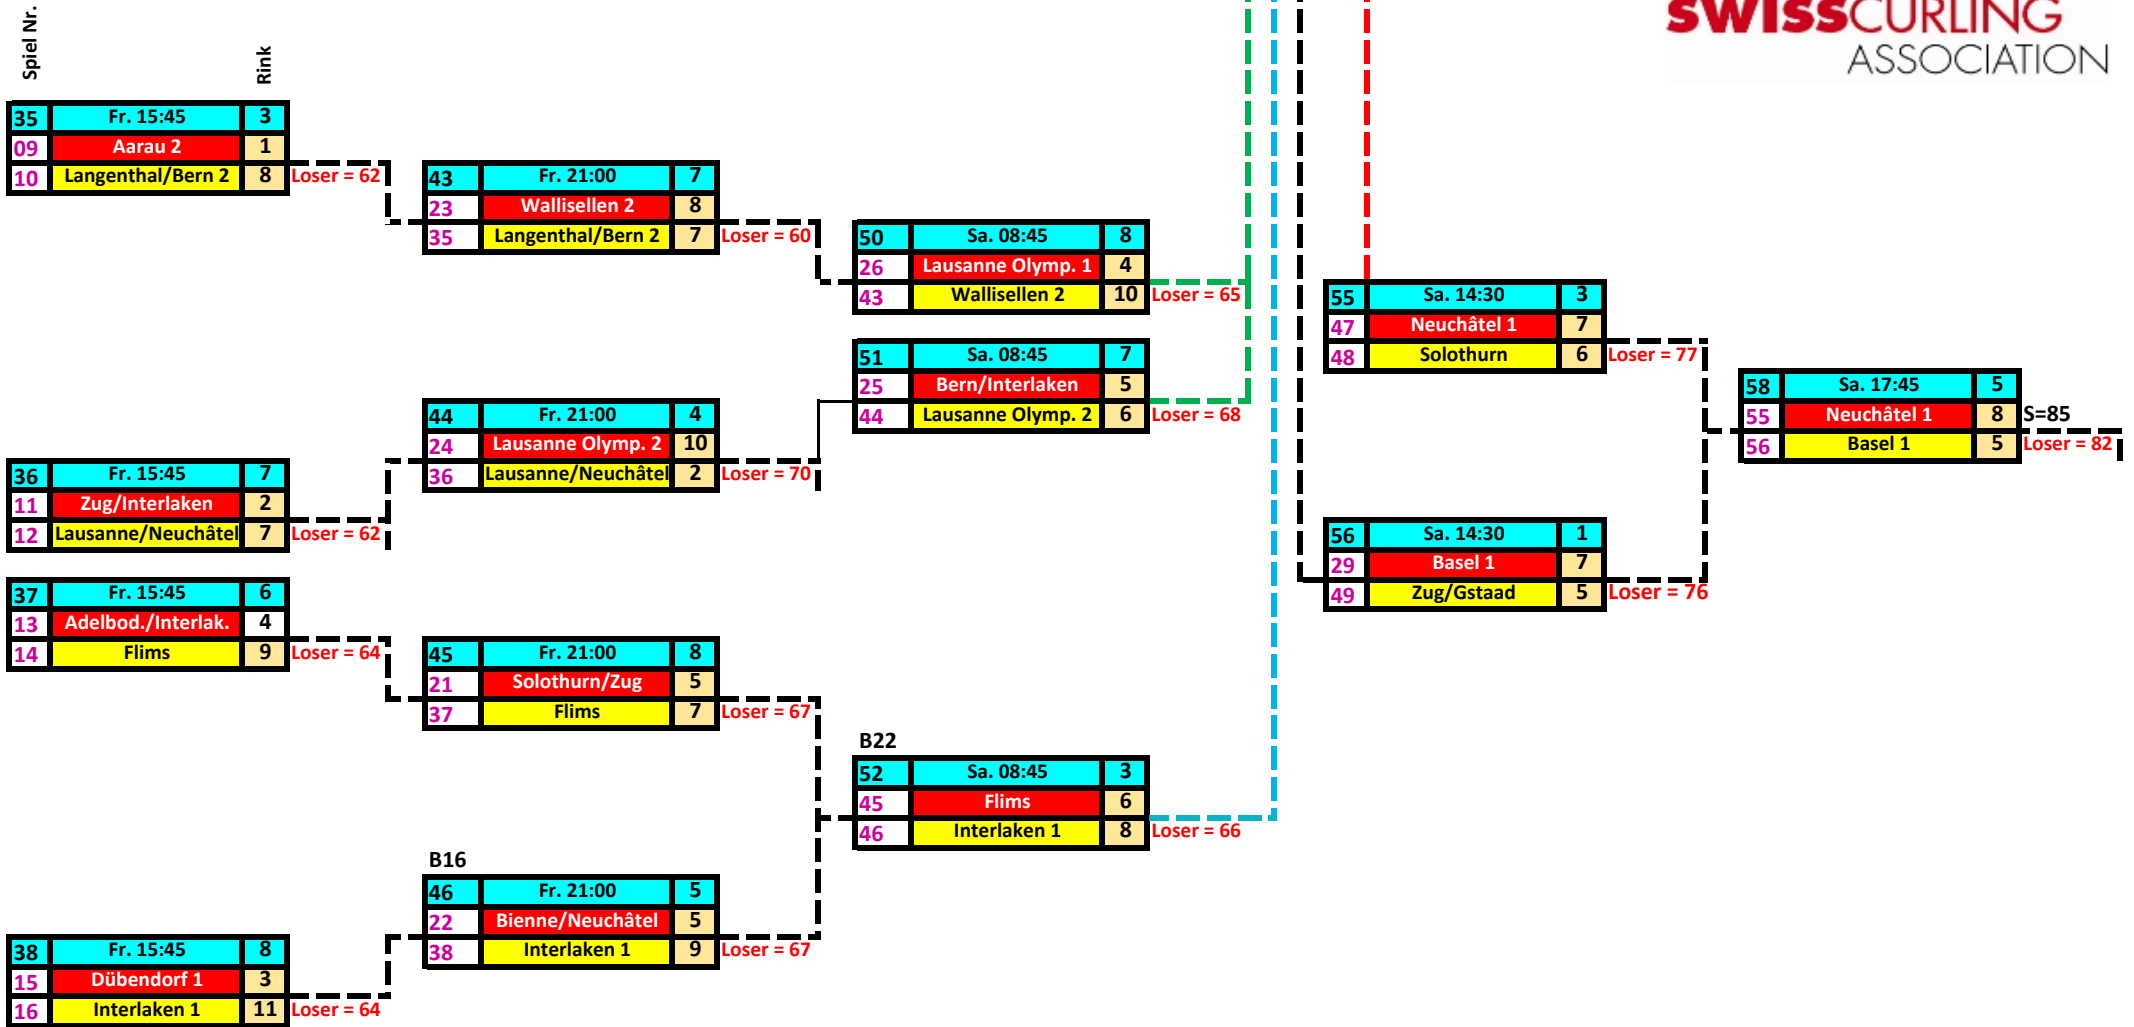 SWISSCURLING
ASSOCIATION
Spiel Nr.
Rink
35 Fr. 15:45 3
09 Aarau 2 1
10 Langenthal/Bern 2 8
Loser = 62
36 Fr. 15:45 7
11 Zug/Interlaken 2
12 Lausanne/Neuchâtel 7
Loser = 62
37 Fr. 15:45 6
13 Adelbod./Interlak. 4
14 Flims 9
Loser = 64
38 Fr. 15:45 8
15 Dübendorf 1 3
16 Interlaken 1 11
Loser = 64
43 Fr. 21:00 7
23 Wallisellen 2 8
35 Langenthal/Bern 2 7
Loser = 60
44 Fr. 21:00 4
24 Lausanne Olymp. 2 10
36 Lausanne/Neuchâtel 2
Loser = 70
45 Fr. 21:00 8
21 Solothurn/Zug 5
37 Flims 7
Loser = 67
B16
46 Fr. 21:00 5
22 Bienne/Neuchâtel 5
38 Interlaken 1 9
Loser = 67
50 Sa. 08:45 8
26 Lausanne Olymp. 1 4
43 Wallisellen 2 10
Loser = 65
51 Sa. 08:45 7
25 Bern/Interlaken 5
44 Lausanne Olymp. 2 6
Loser = 68
B22
52 Sa. 08:45 3
45 Flims 6
46 Interlaken 1 8
Loser = 66
55 Sa. 14:30 3
47 Neuchâtel 1 7
48 Solothurn 6
Loser = 77
56 Sa. 14:30 1
29 Basel 1 7
49 Zug/Gstaad 5
Loser = 76
58 Sa. 17:45 5
55 Neuchâtel 1 8
56 Basel 1 5
S=85
Loser = 82